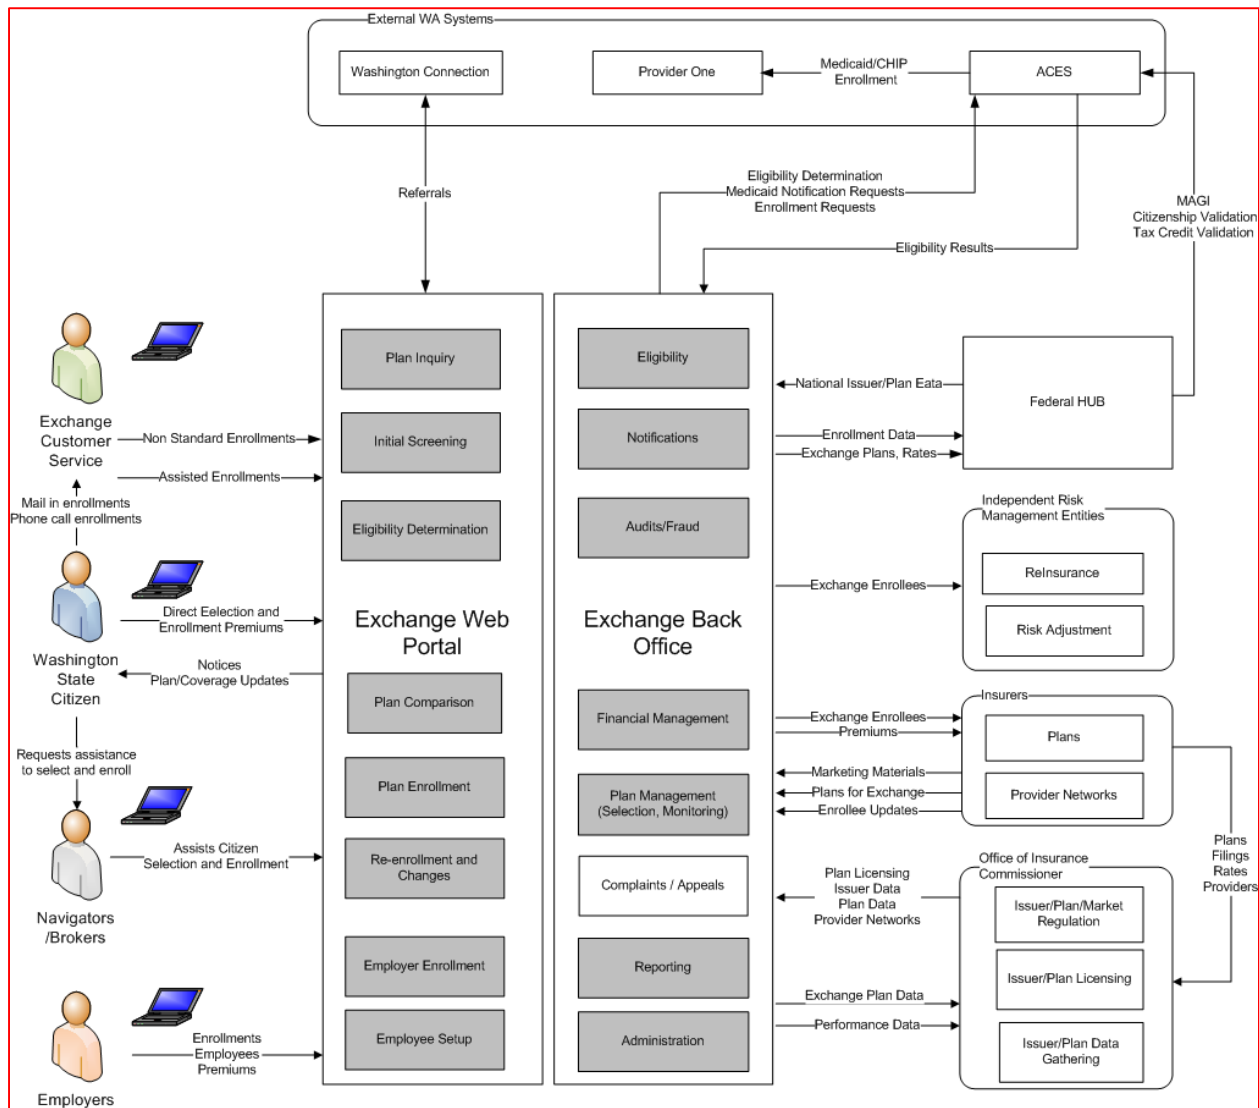 External WA Systems
Washington Connection
Provider One
Medicaid/CHIP
Enrollment
ACES
Referrals
Eligibility Determination
Medicaid Notification Requests
Enrollment Requests
Eligibility Results
MAGI
Citizenship Validation
Tax Credit Validation
Exchange
Customer
Service
Non Standard Enrollments
Assisted Enrollments
Mail in enrollments
Phone call enrollments
Direct Eelection and
Enrollment Premiums
Washington
State
Citizen
Notices
Plan/Coverage Updates
Requests assistance
to select and enroll
Assists Citizen
Selection and Enrollment
Navigators
/Brokers
Enrollments
Employees
Premiums
Employers
Plan Inquiry
Initial Screening
Eligibility Determination
Exchange Web
Portal
Plan Comparison
Plan Enrollment
Re-enrollment and
Changes
Employer Enrollment
Employee Setup
Eligibility
Notifications
Audits/Fraud
Exchange Back
Office
Financial Management
Plan Management
(Selection, Monitoring)
Complaints / Appeals
Reporting
Administration
National Issuer/Plan Eata
Enrollment Data
Exchange Plans, Rates
Federal HUB
Independent Risk
Management Entities
Exchange Enrollees
ReInsurance
Risk Adjustment
Insurers
Exchange Enrollees
Premiums
Plans
Marketing Materials
Plans for Exchange
Enrollee Updates
Provider Networks
Plans
Filings
Rates
Providers
Office of Insurance
Commissioner
Plan Licensing
Issuer Data
Plan Data
Provider Networks
Issuer/Plan/Market
Regulation
Issuer/Plan Licensing
Exchange Plan Data
Performance Data
Issuer/Plan Data
Gathering